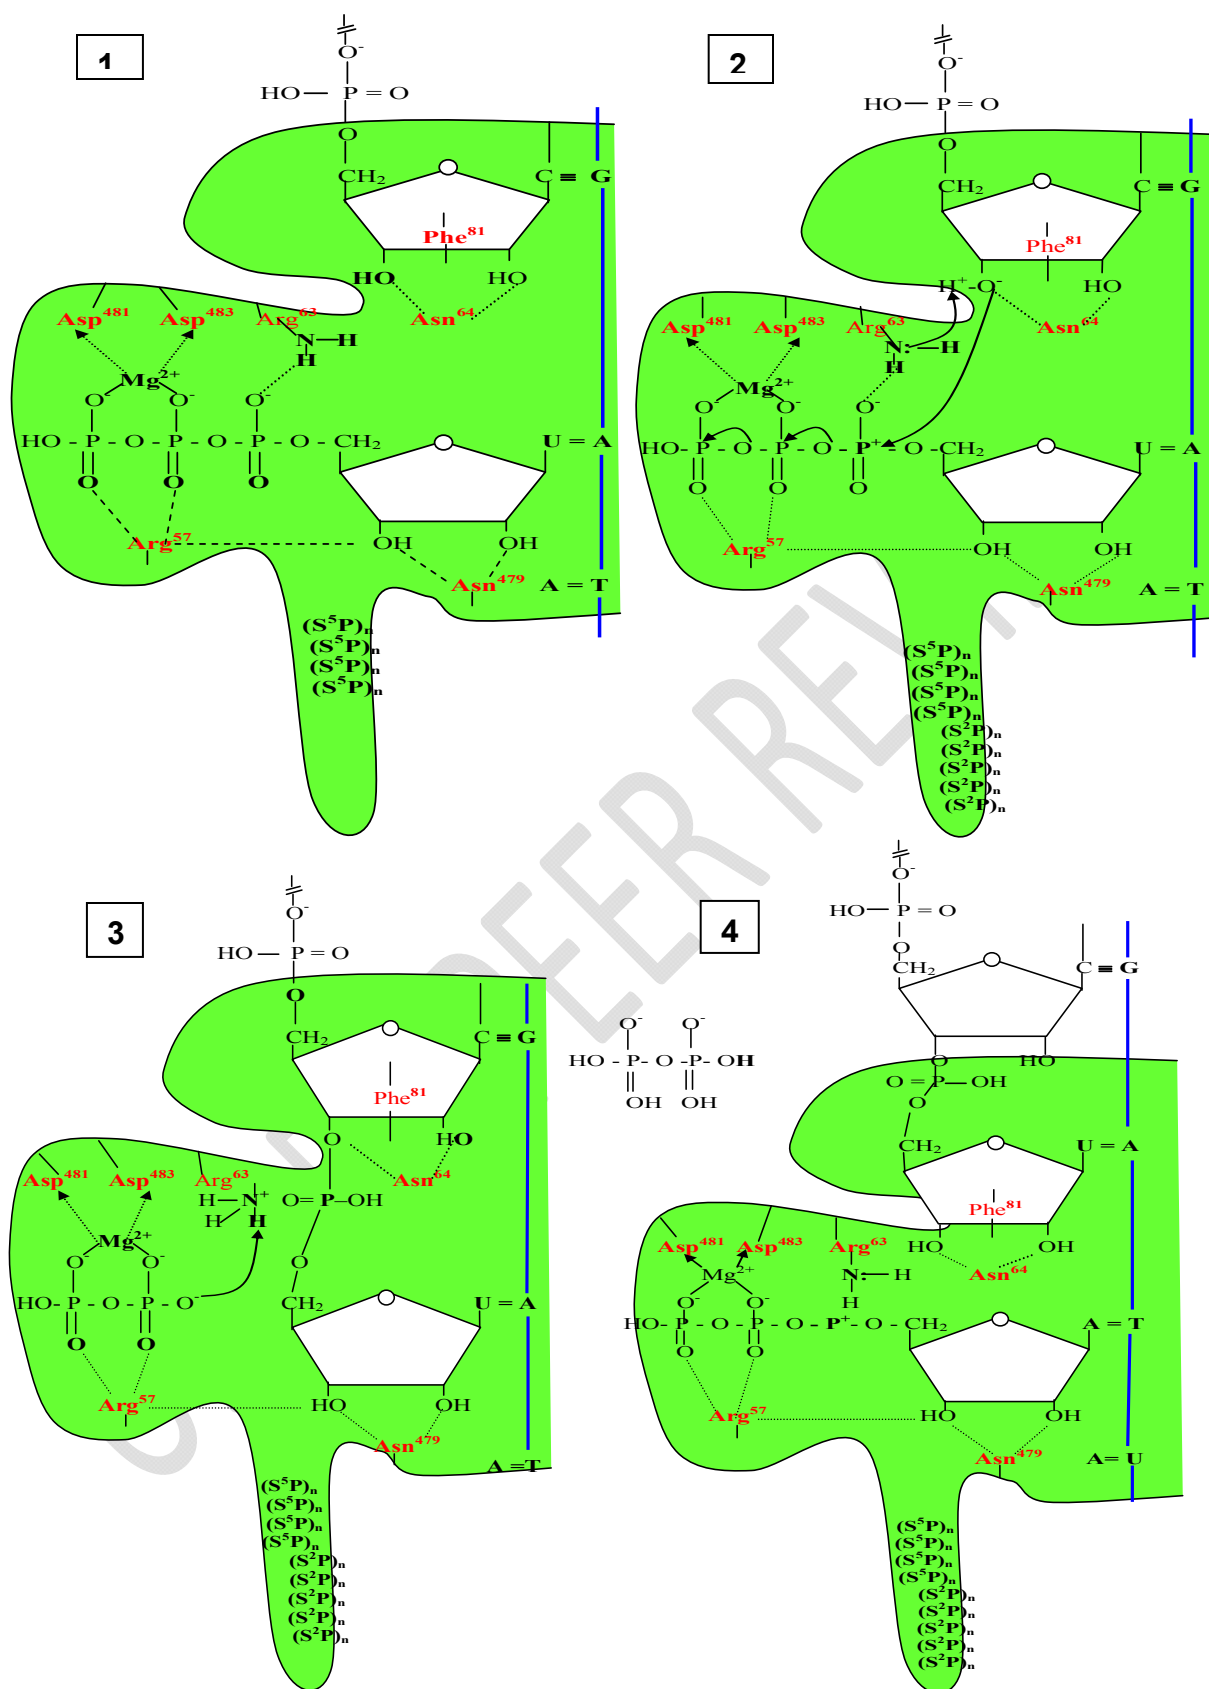 1
O⁻
HO— P = O
O
CH₂
C ≡ G
Phe⁸¹
HO HO
Asp⁴⁸¹ Asp⁴⁸³ Arg⁶³ Asn⁶⁴
N—H
H
Mg²⁺
O⁻ O⁻ O⁻
HO - P - O - P - O - P - O - CH₂ U = A
O O O
Arg⁵⁷ OH OH
Asn⁴⁷⁹ A = T
(S⁵P)ₙ
(S⁵P)ₙ
(S⁵P)ₙ
(S⁵P)ₙ
2
O⁻
HO— P = O
O
CH₂
C = G
Phe⁸¹
H⁺-O⁻ HO
Asp⁴⁸¹ Asp⁴⁸³ Arg⁶³ Asn⁶⁴
N:—H
H
Mg²⁺
O⁻ O⁻ O⁻
HO- P - O - P - O - P⁺ - O - CH₂ U = A
O O O
Arg⁵⁷ OH OH
Asn⁴⁷⁹ A = T
(S⁵P)ₙ
(S⁵P)ₙ
(S⁵P)ₙ
(S⁵P)ₙ
(S²P)ₙ
(S²P)ₙ
(S²P)ₙ
(S²P)ₙ
(S²P)ₙ
3
O⁻
HO - P = O
O
CH₂
C ≡ G
Phe⁸¹
O HO
Asp⁴⁸¹ Asp⁴⁸³ Arg⁶³ Asn⁶⁴
H—N⁺ O= P—OH
H H
Mg²⁺
O⁻ O⁻ O
CH₂
HO- P - O - P - O⁻ U = A
O O
Arg⁵⁷ HO OH
Asn⁴⁷⁹
A =T
(S⁵P)ₙ
(S⁵P)ₙ
(S⁵P)ₙ
(S⁵P)ₙ
(S²P)ₙ
(S²P)ₙ
(S²P)ₙ
(S²P)ₙ
(S²P)ₙ
4
O⁻
HO— P = O
O
CH₂
C ≡ G
O⁻ O⁻
HO - P - O - P- OH
OH OH
O HO
O = P—OH
O
CH₂ U = A
Phe⁸¹
HO OH
Asp⁴⁸¹ Asp⁴⁸³ Arg⁶³ Asn⁶⁴
Mg²⁺ N:— H
H
O⁻ O⁻
HO- P - O - P - O - P⁺ - O - CH₂ A = T
O O
Arg⁵⁷ HO OH
Asn⁴⁷⁹ A= U
(S⁵P)ₙ
(S⁵P)ₙ
(S⁵P)ₙ
(S⁵P)ₙ
(S²P)ₙ
(S²P)ₙ
(S²P)ₙ
(S²P)ₙ
(S²P)ₙ
PEER REV